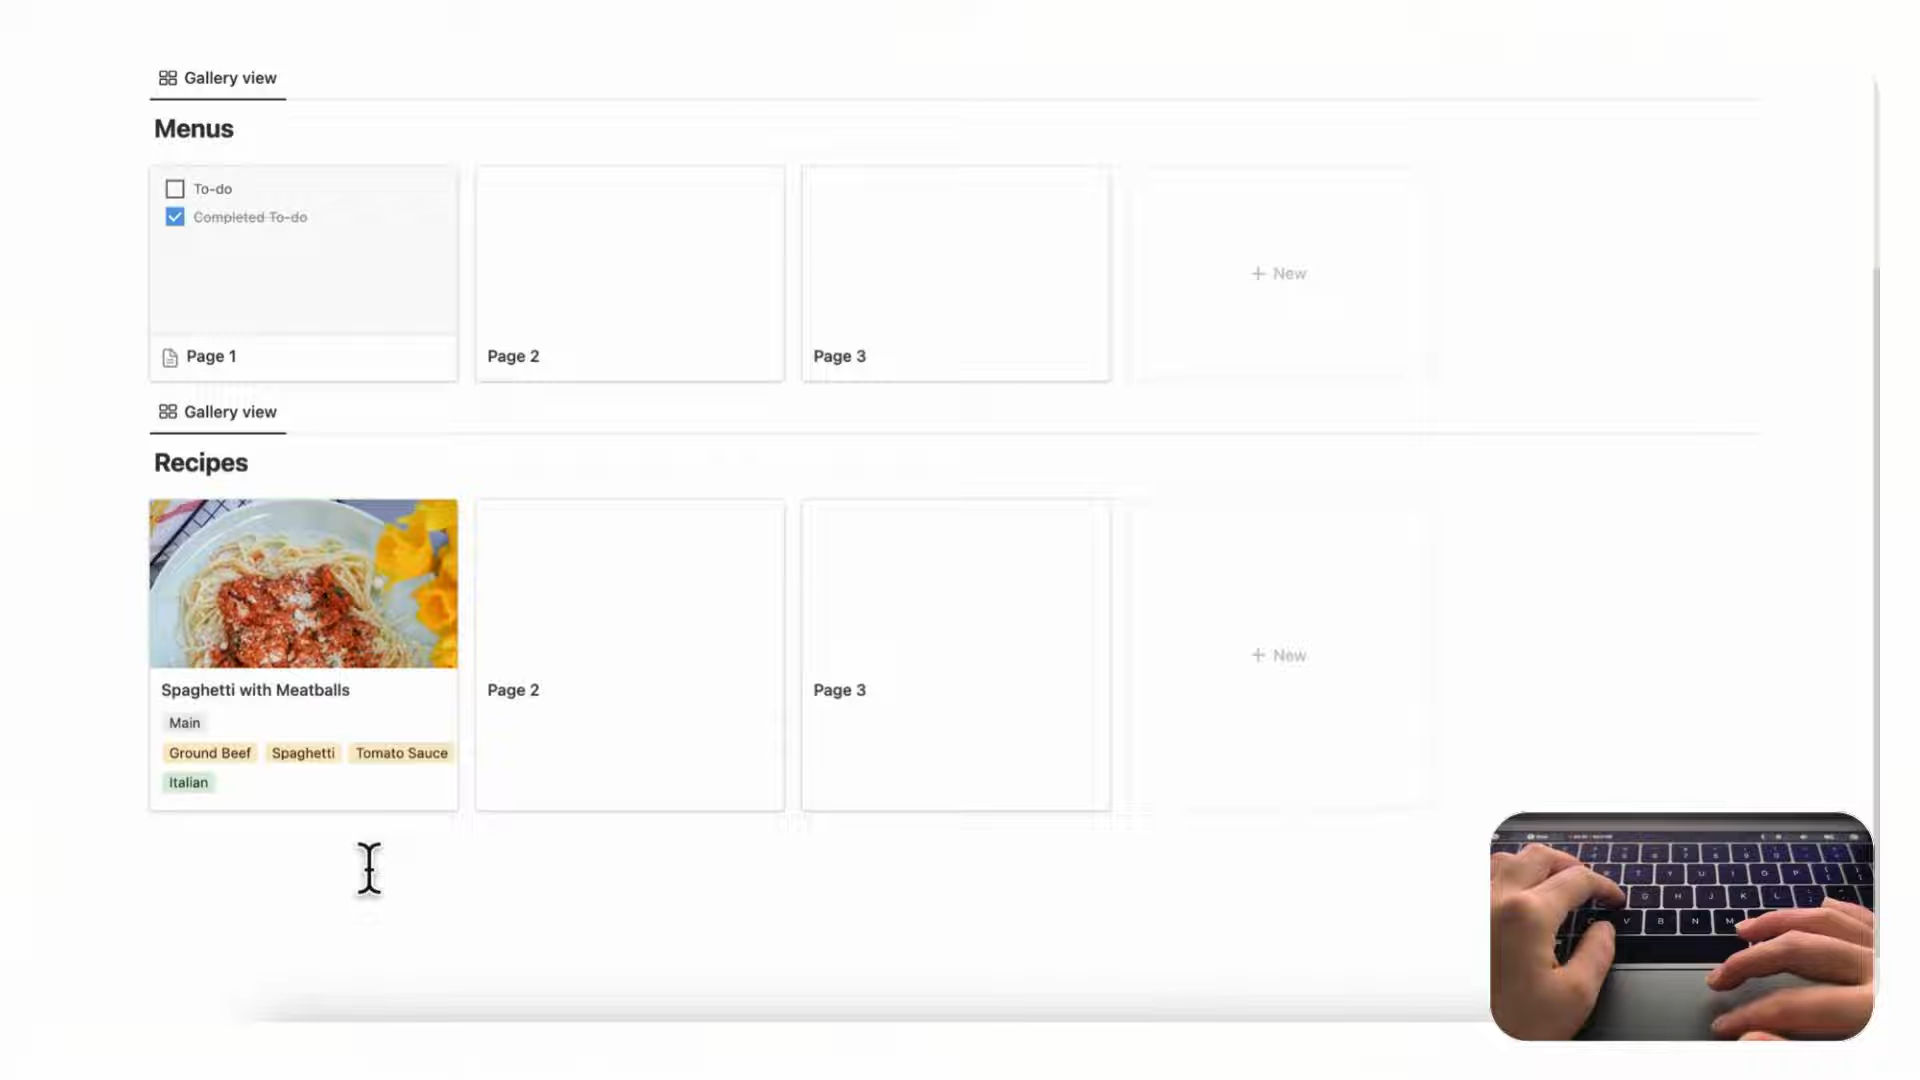 Gallery view
Menus
To-do
Completed To-do
Page 1
Page 2
Page 3
+ New
Gallery view
Recipes
Spaghetti with Meatballs
Main
Ground Beef Spaghetti Tomato Sauce
Italian
Page 2
Page 3
+ New